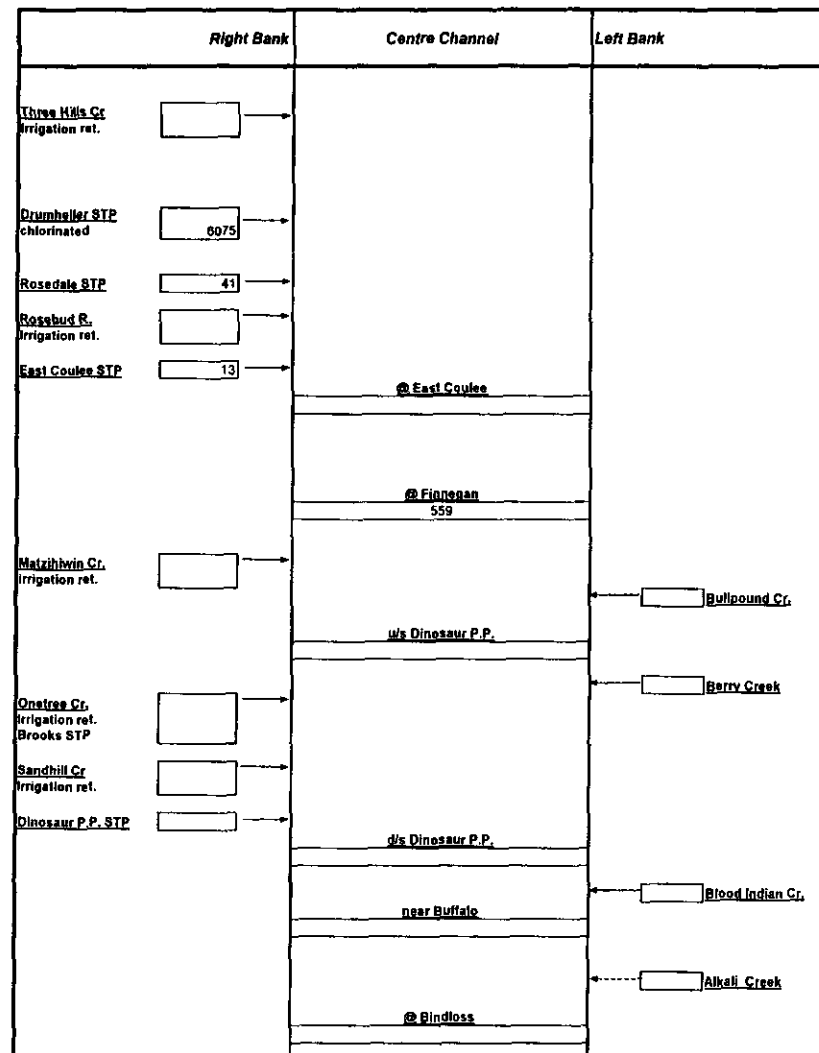 Right Bank
Centre Channel
Left Bank
Three Hills Cr
Irrigation ret.
Drumheller STP
chlorinated
6075
Rosedale STP
41
Rosebud R.
Irrigation ret.
East Coulee STP
13
@ East Coulee
@ Finnegan
559
Matzihiwin Cr.
Irrigation ret.
Bullpound Cr.
u/s Dinosaur P.P.
Berry Creek
Onetree Cr.
Irrigation ret.
Brooks STP
Sandhill Cr
Irrigation ret.
Dinosaur P.P. STP
d/s Dinosaur P.P.
Blood Indian Cr.
near Buffalo
Alkali Creek
@ Bindloss